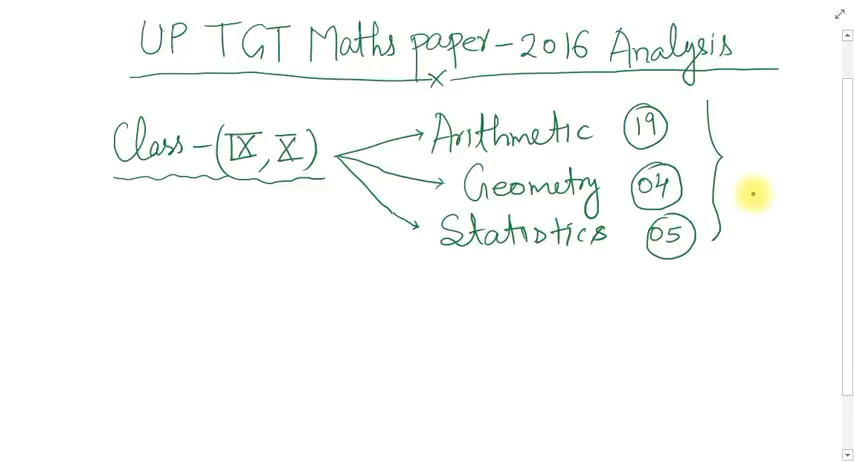 UP TGT Maths paper-2016 Analysis
Class-(IX, X)
Arithmetic 19
Geometry 04
Statistics 05